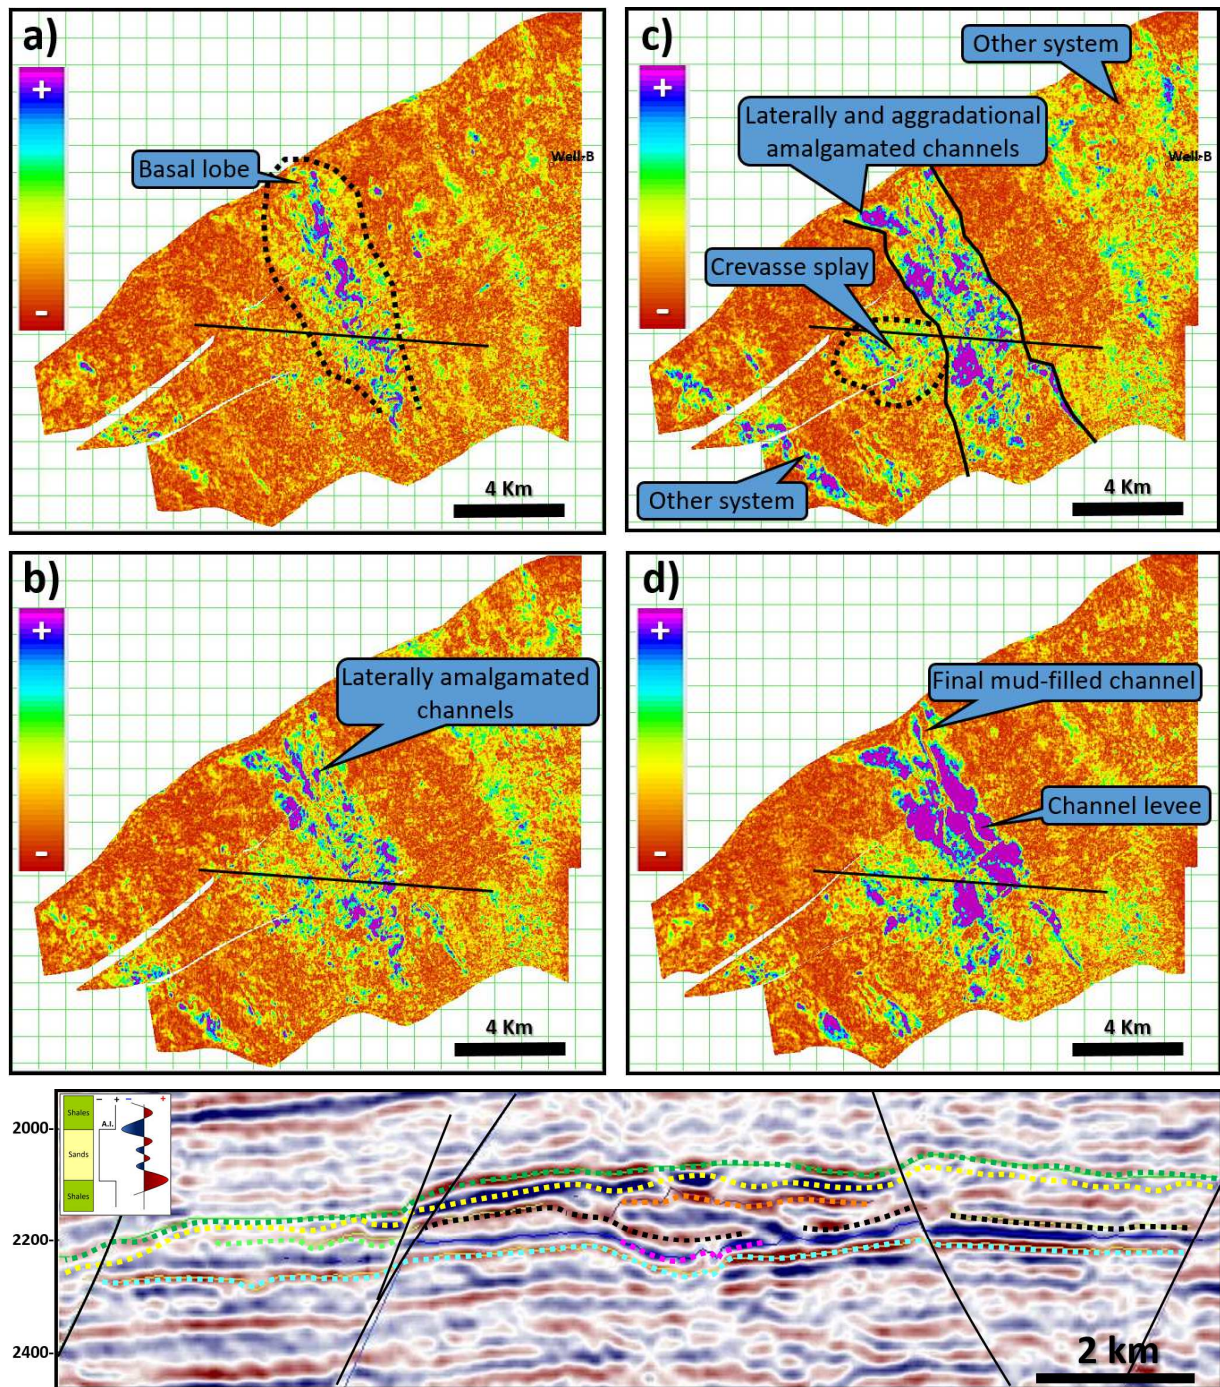 a)
+
-
Basal lobe
Well-B
4 Km
c)
+
-
Other system
Laterally and aggradational
amalgamated channels
Well-B
Crevasse splay
Other system
4 Km
b)
+
-
Laterally amalgamated
channels
4 Km
d)
+
-
Final mud-filled channel
Channel levee
4 Km
2000-
2200-
2400-
Shales
Sands
Shales
- +
A.I.
- +
2 km